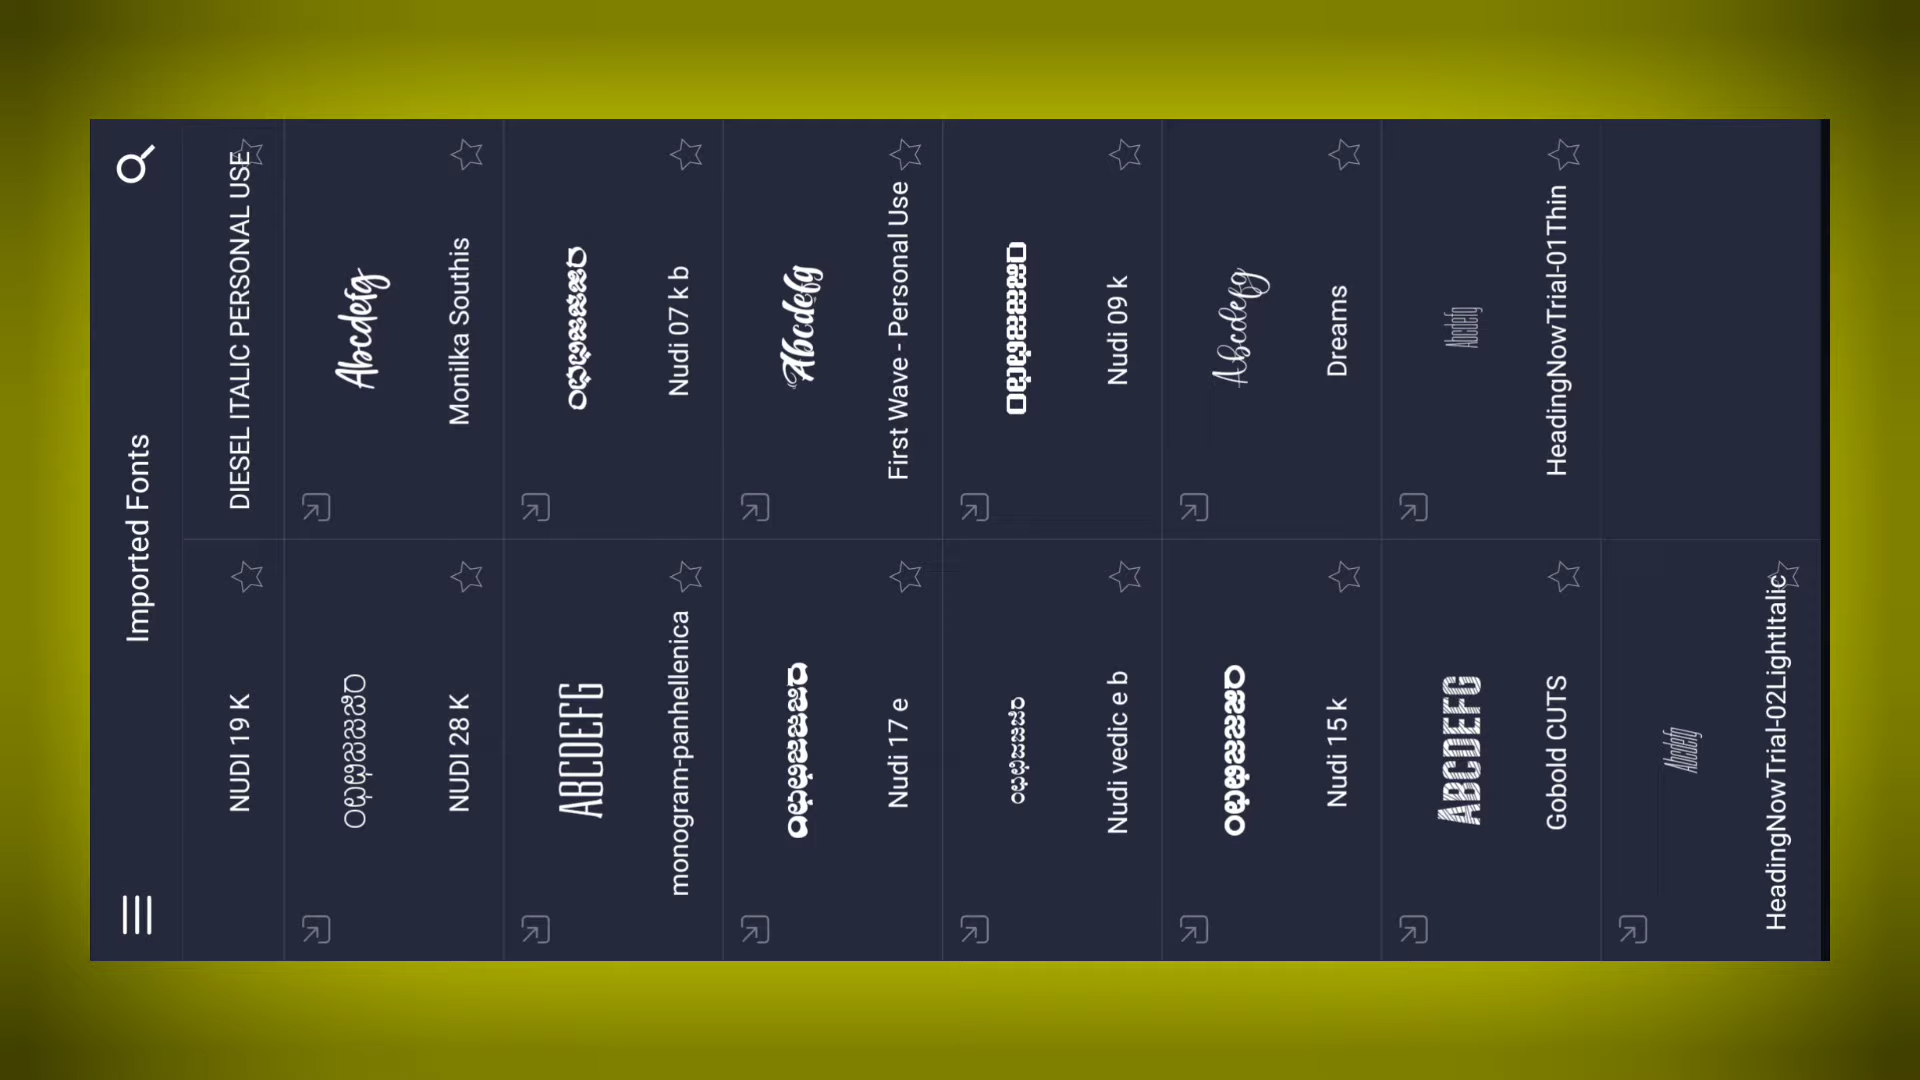 Imported Fonts
NUDI 19 K
DIESEL ITALIC PERSONAL USE
Abcdefg
NUDI 28 K
Monilka Southis
ABCDEFG
monogram-panhellenica
Nudi 07 k b
Abcdefg
Nudi 17 e
First Wave - Personal Use
Nudi vedic e b
Nudi 09 k
Abcdefg
Nudi 15 k
Dreams
ABCDEFG
Abcdefg
Gobold CUTS
HeadingNowTrial-01Thin
Abcdefg
HeadingNowTrial-02LightItalic